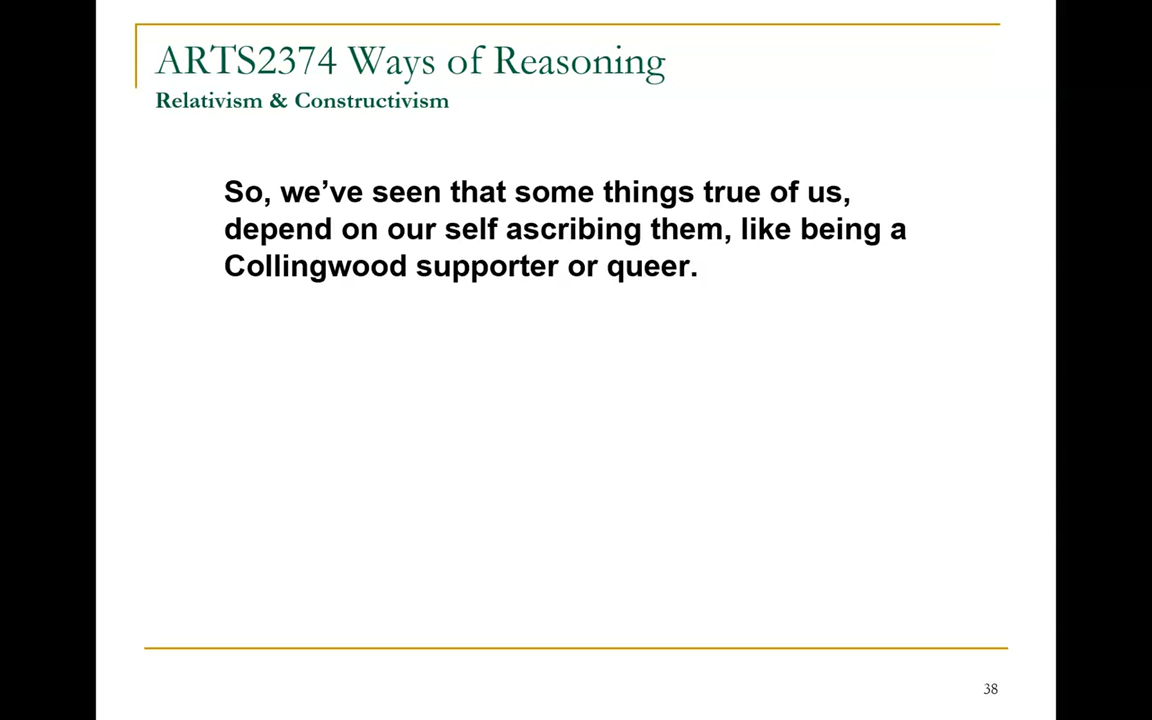 ARTS2374 Ways of Reasoning
Relativism & Constructivism
So, we’ve seen that some things true of us,
depend on our self ascribing them, like being a
Collingwood supporter or queer.
38